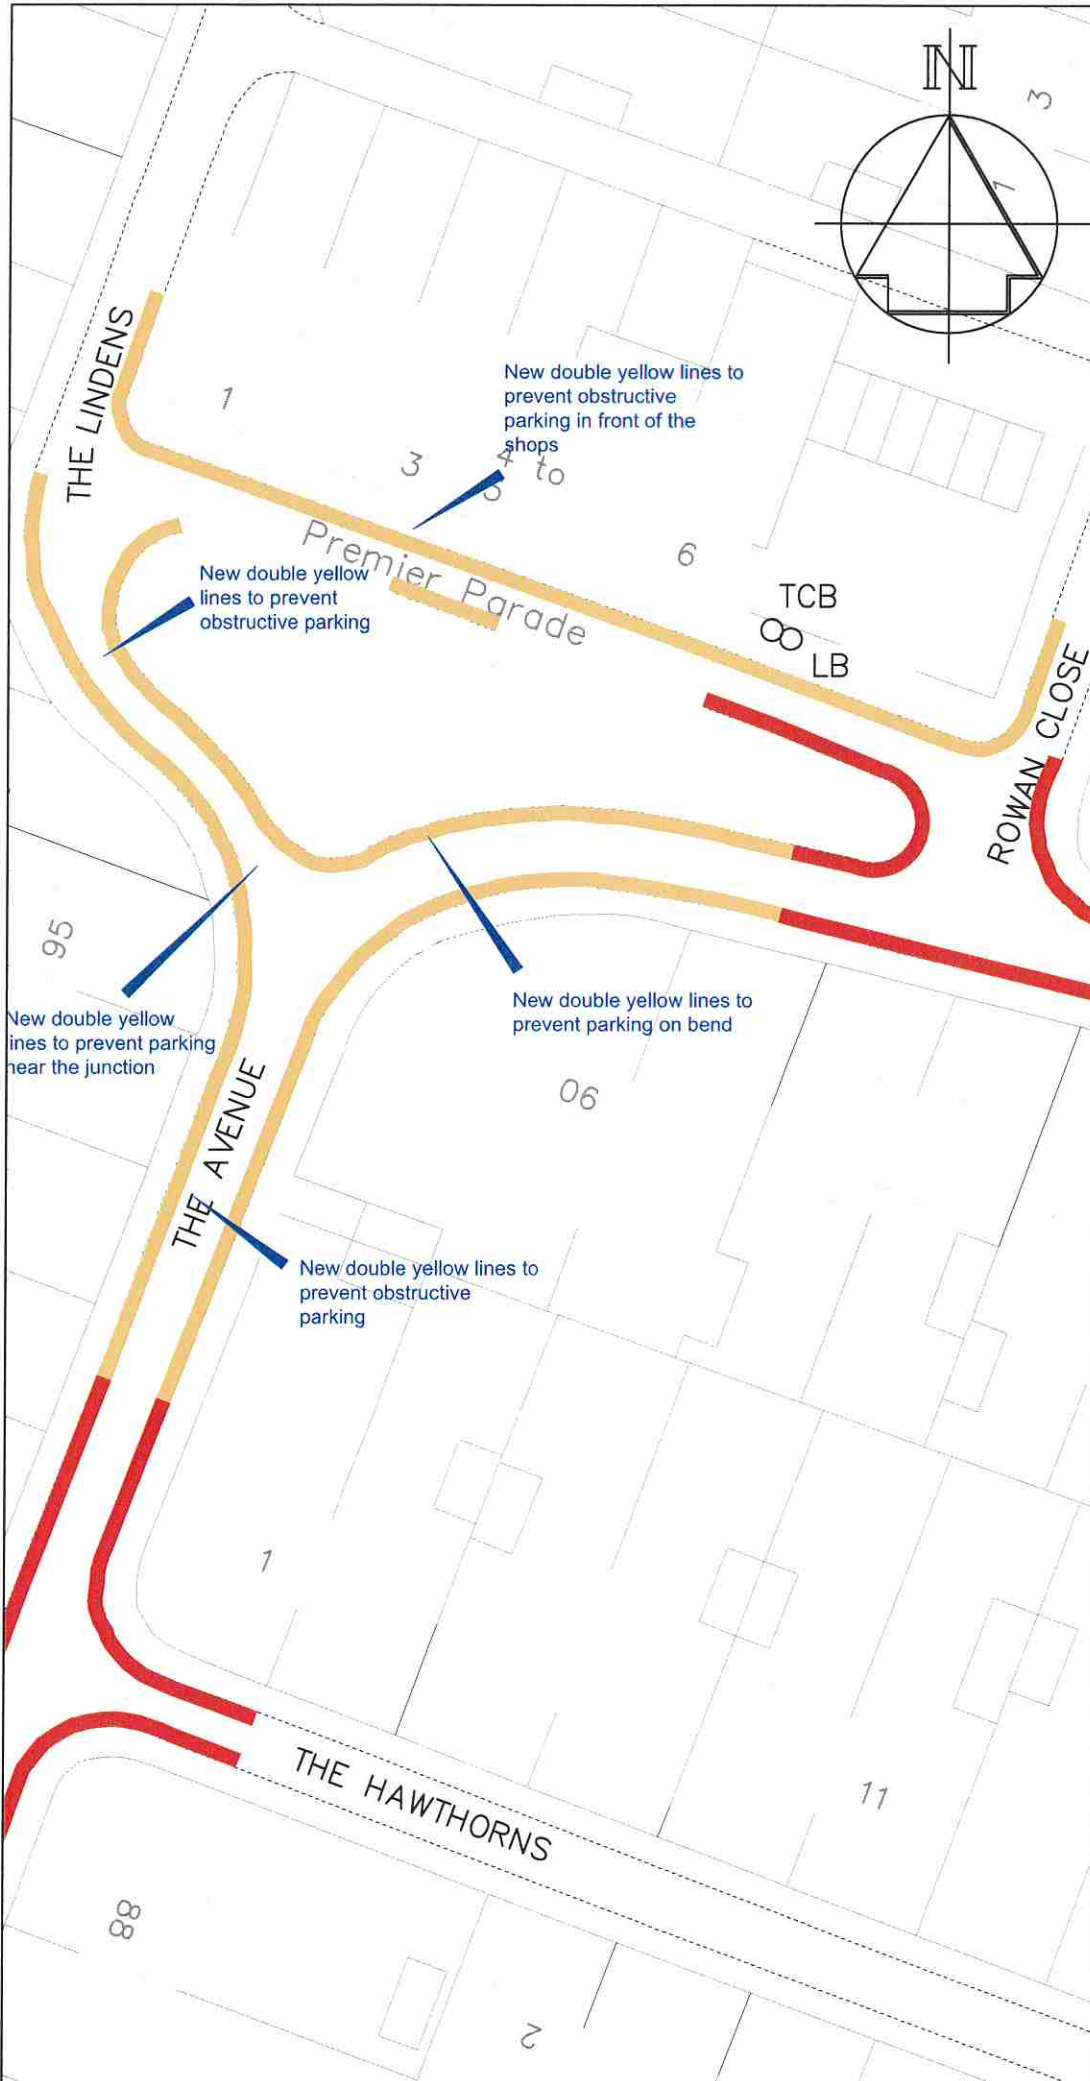 N
3
1
THE LINDENS
1
New double yellow lines to
prevent obstructive
parking in front of the
shops
3
4 to
5
6
Premier Parade
TCB
LB
New double yellow
lines to prevent
obstructive parking
ROWAN CLOSE
95
New double yellow
lines to prevent parking
near the junction
New double yellow lines to
prevent parking on bend
90
THE AVENUE
New double yellow lines to
prevent obstructive
parking
1
THE HAWTHORNS
11
88
2